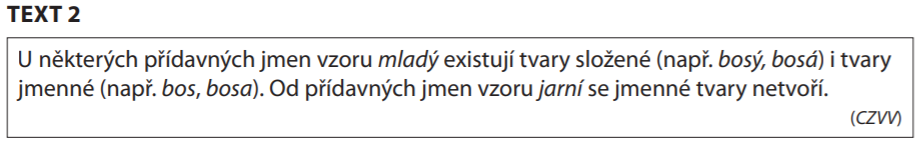 TEXT 2
U některých přídavných jmen vzoru mladý existují tvary složené (např. bosý, bosá) i tvary
jmenné (např. bos, bosa). Od přídavných jmen vzoru jarní se jmenné tvary netvoří.
(CZVV)